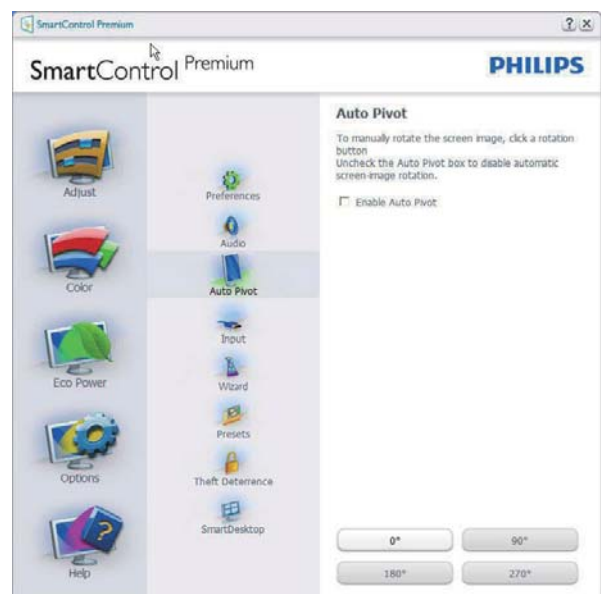 SmartControl Premium
SmartControl Premium
PHILIPS
Adjust
Color
Eco Power
Options
Help
Preferences
Audio
Auto Pivot
Input
Wizard
Presets
Theft Deterrence
SmartDesktop
Auto Pivot
To manually rotate the screen image, click a rotation
button
Uncheck the Auto Pivot box to disable automatic
screen-image rotation.
Enable Auto Pivot
0°
90°
180°
270°